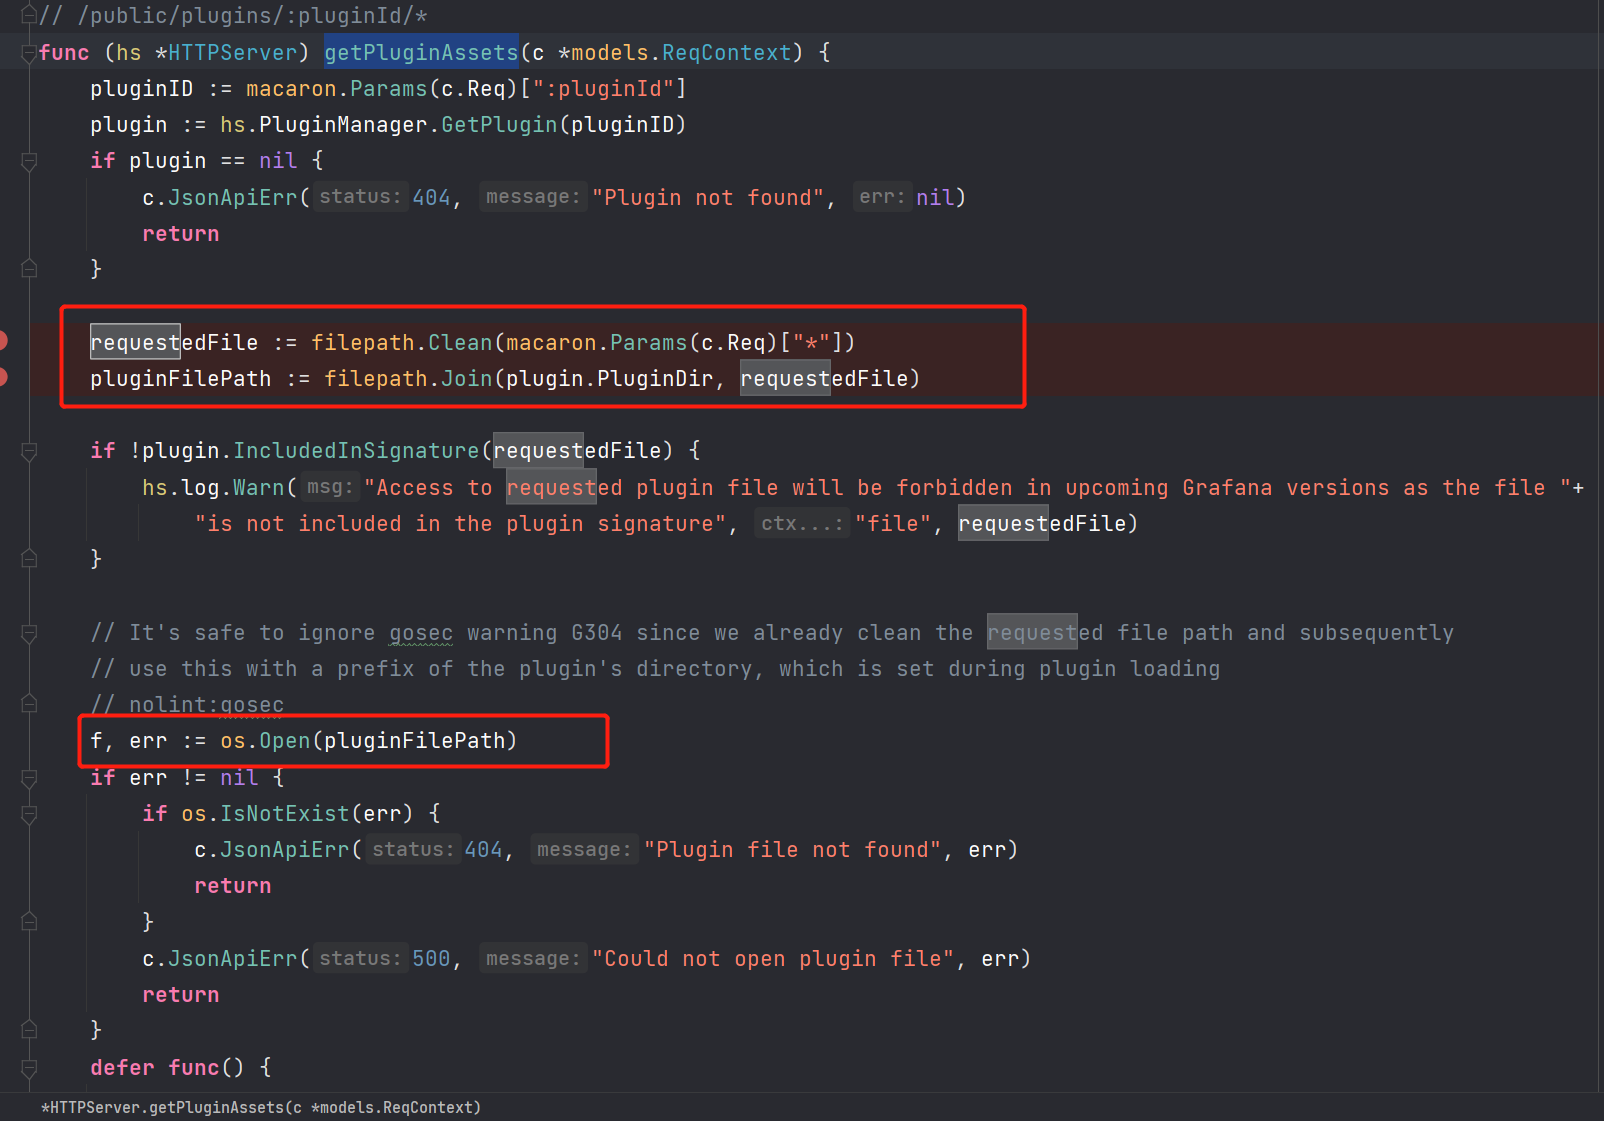 // /public/plugins/:pluginId/*
func (hs *HTTPServer) getPluginAssets(c *models.ReqContext) {
pluginID := macaron.Params(c.Req)[":pluginId"]
plugin := hs.PluginManager.GetPlugin(pluginID)
if plugin == nil {
c.JsonApiErr( status: 404, message: "Plugin not found", err: nil)
return
}
requestedFile := filepath.Clean(macaron.Params(c.Req)["*"])
pluginFilePath := filepath.Join(plugin.PluginDir, requestedFile)
if !plugin.IncludedInSignature(requestedFile) {
hs.log.Warn( msg: "Access to requested plugin file will be forbidden in upcoming Grafana versions as the file "+
"is not included in the plugin signature", ctx...: "file", requestedFile)
}
// It's safe to ignore gosec warning G304 since we already clean the requested file path and subsequently
// use this with a prefix of the plugin's directory, which is set during plugin loading
// nolint:gosec
f, err := os.Open(pluginFilePath)
if err != nil {
if os.IsNotExist(err) {
c.JsonApiErr( status: 404, message: "Plugin file not found", err)
return
}
c.JsonApiErr( status: 500, message: "Could not open plugin file", err)
return
}
defer func() {
*HTTPServer.getPluginAssets(c *models.ReqContext)